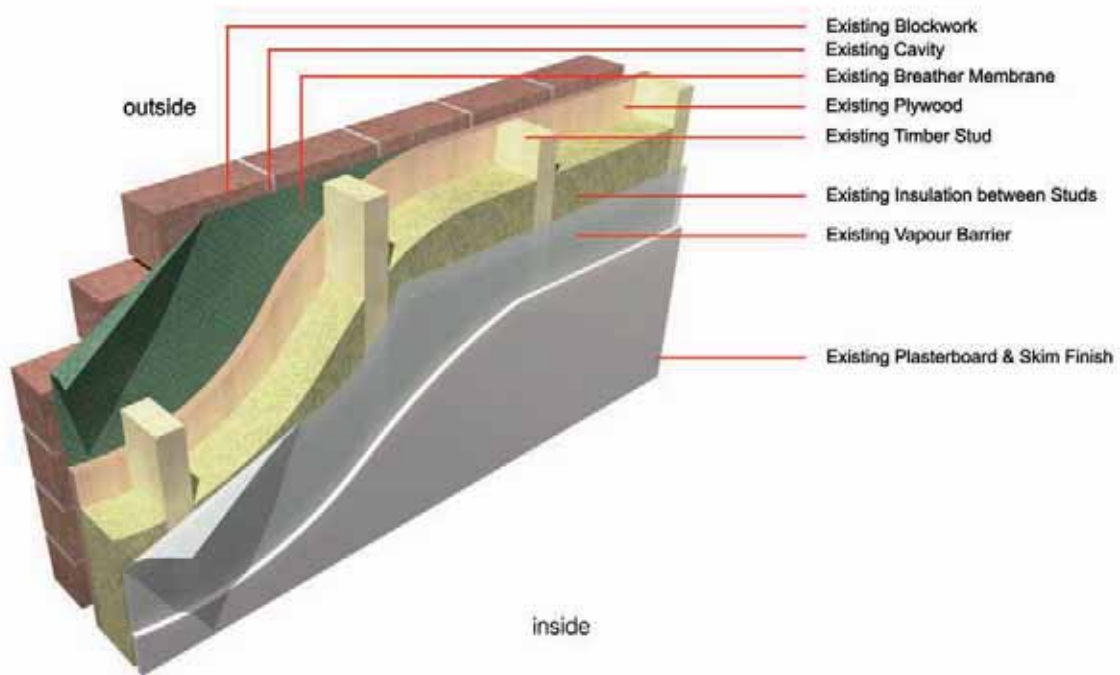 Existing Blockwork
Existing Cavity
Existing Breather Membrane
outside
Existing Plywood
Existing Timber Stud
Existing Insulation between Studs
Existing Vapour Barrier
Existing Plasterboard & Skim Finish
inside